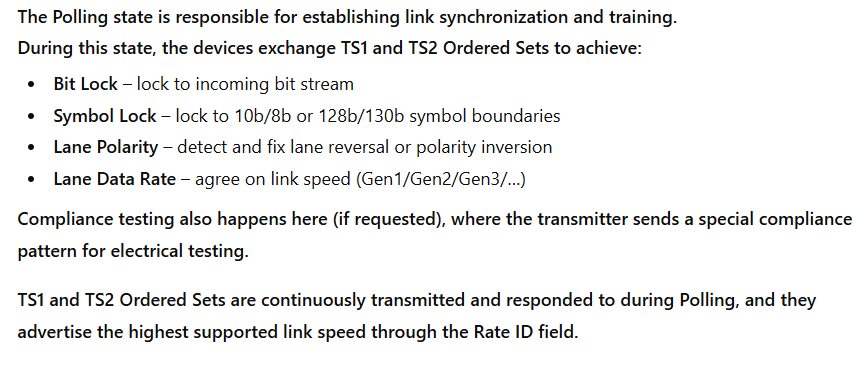 The Polling state is responsible for establishing link synchronization and training.
During this state, the devices exchange TS1 and TS2 Ordered Sets to achieve:
• Bit Lock – lock to incoming bit stream
• Symbol Lock – lock to 10b/8b or 128b/130b symbol boundaries
• Lane Polarity – detect and fix lane reversal or polarity inversion
• Lane Data Rate – agree on link speed (Gen1/Gen2/Gen3/...)
Compliance testing also happens here (if requested), where the transmitter sends a special compliance
pattern for electrical testing.
TS1 and TS2 Ordered Sets are continuously transmitted and responded to during Polling, and they
advertise the highest supported link speed through the Rate ID field.